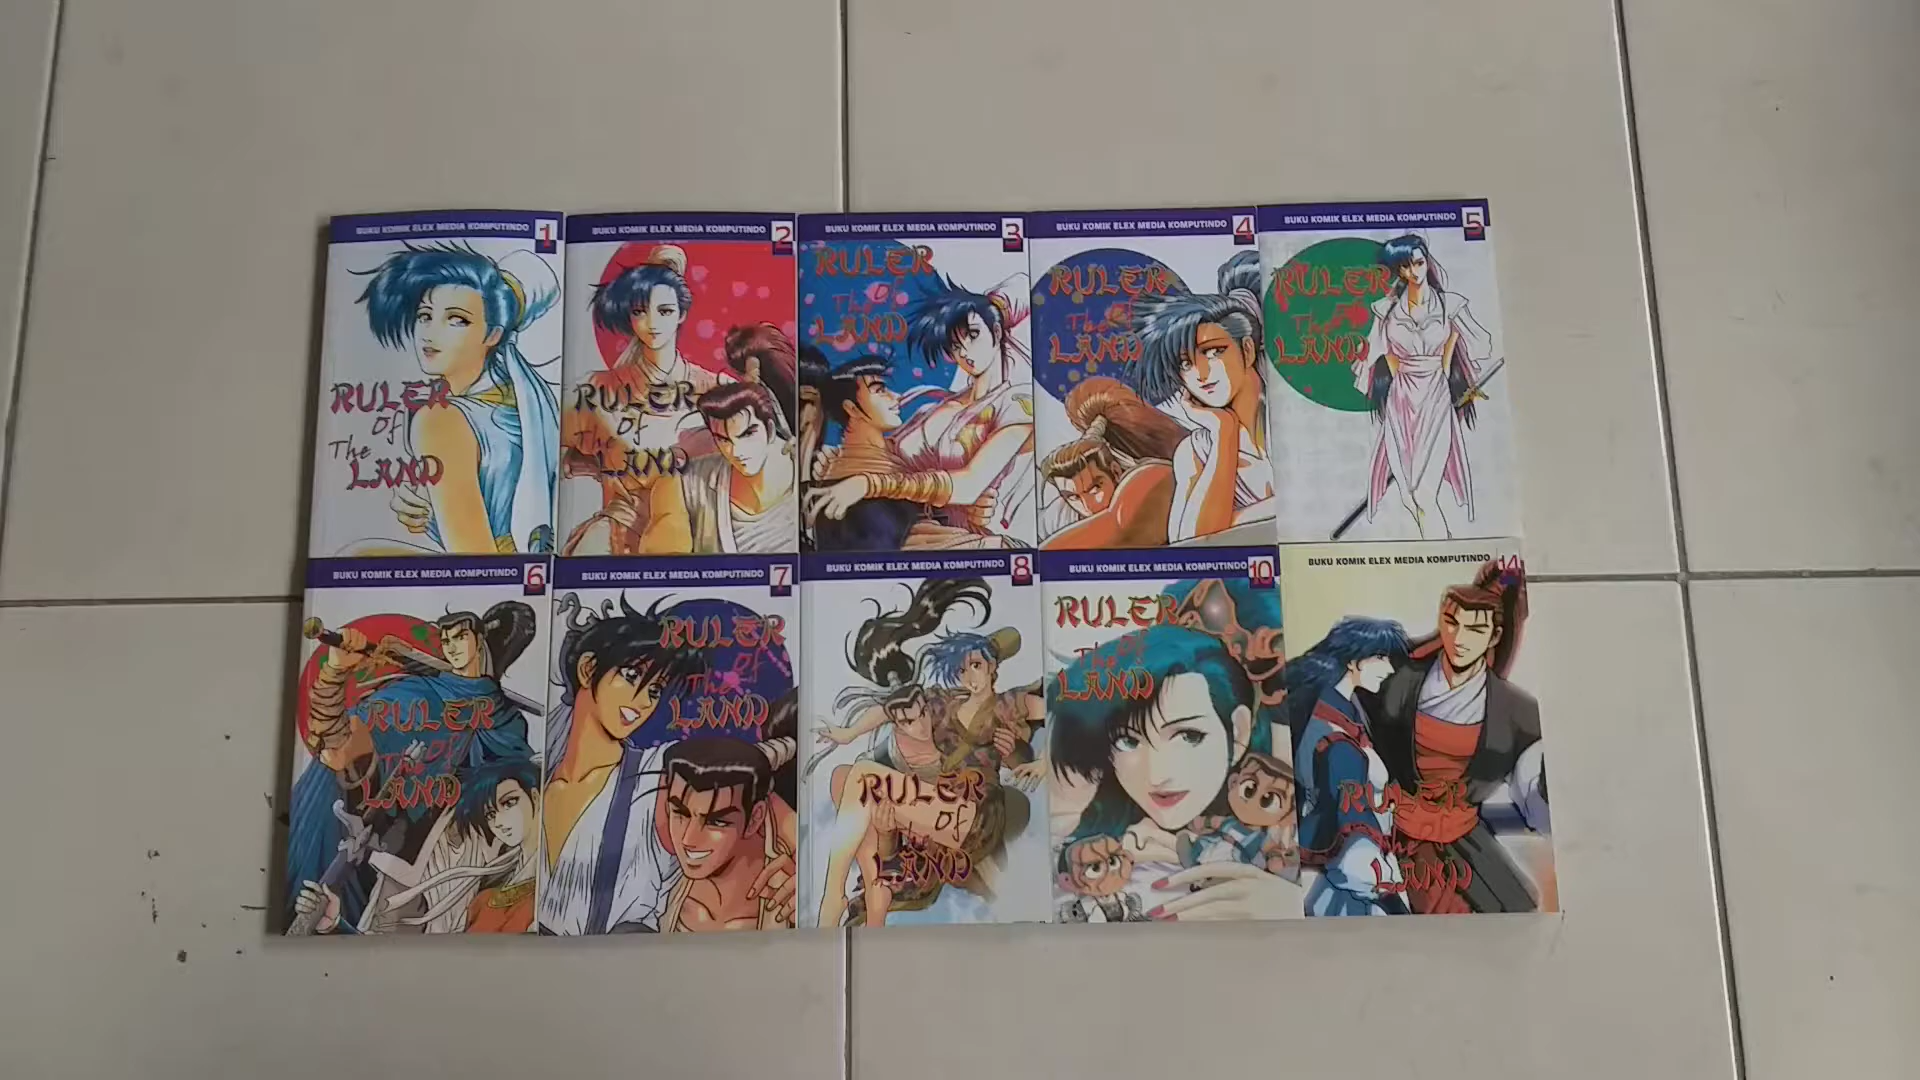 BUKU KOMIK ELEX MEDIA KOMPUTINDO
1
RULER
Of
The
LAND
BUKU KOMIK ELEX MEDIA KOMPUTINDO
2
RULER
Of
The
LAND
BUKU KOMIK ELEX MEDIA KOMPUTINDO
3
RULER
Of
The
LAND
BUKU KOMIK ELEX MEDIA KOMPUTINDO
4
RULER
Of
The
LAND
BUKU KOMIK ELEX MEDIA KOMPUTINDO
5
RULER
Of
The
LAND
BUKU KOMIK ELEX MEDIA KOMPUTINDO
6
RULER
Of
The
LAND
BUKU KOMIK ELEX MEDIA KOMPUTINDO
7
RULER
Of
The
LAND
BUKU KOMIK ELEX MEDIA KOMPUTINDO
8
RULER
Of
The
LAND
BUKU KOMIK ELEX MEDIA KOMPUTINDO
10
RULER
Of
The
LAND
BUKU KOMIK ELEX MEDIA KOMPUTINDO
14
RULER
Of
The
LAND